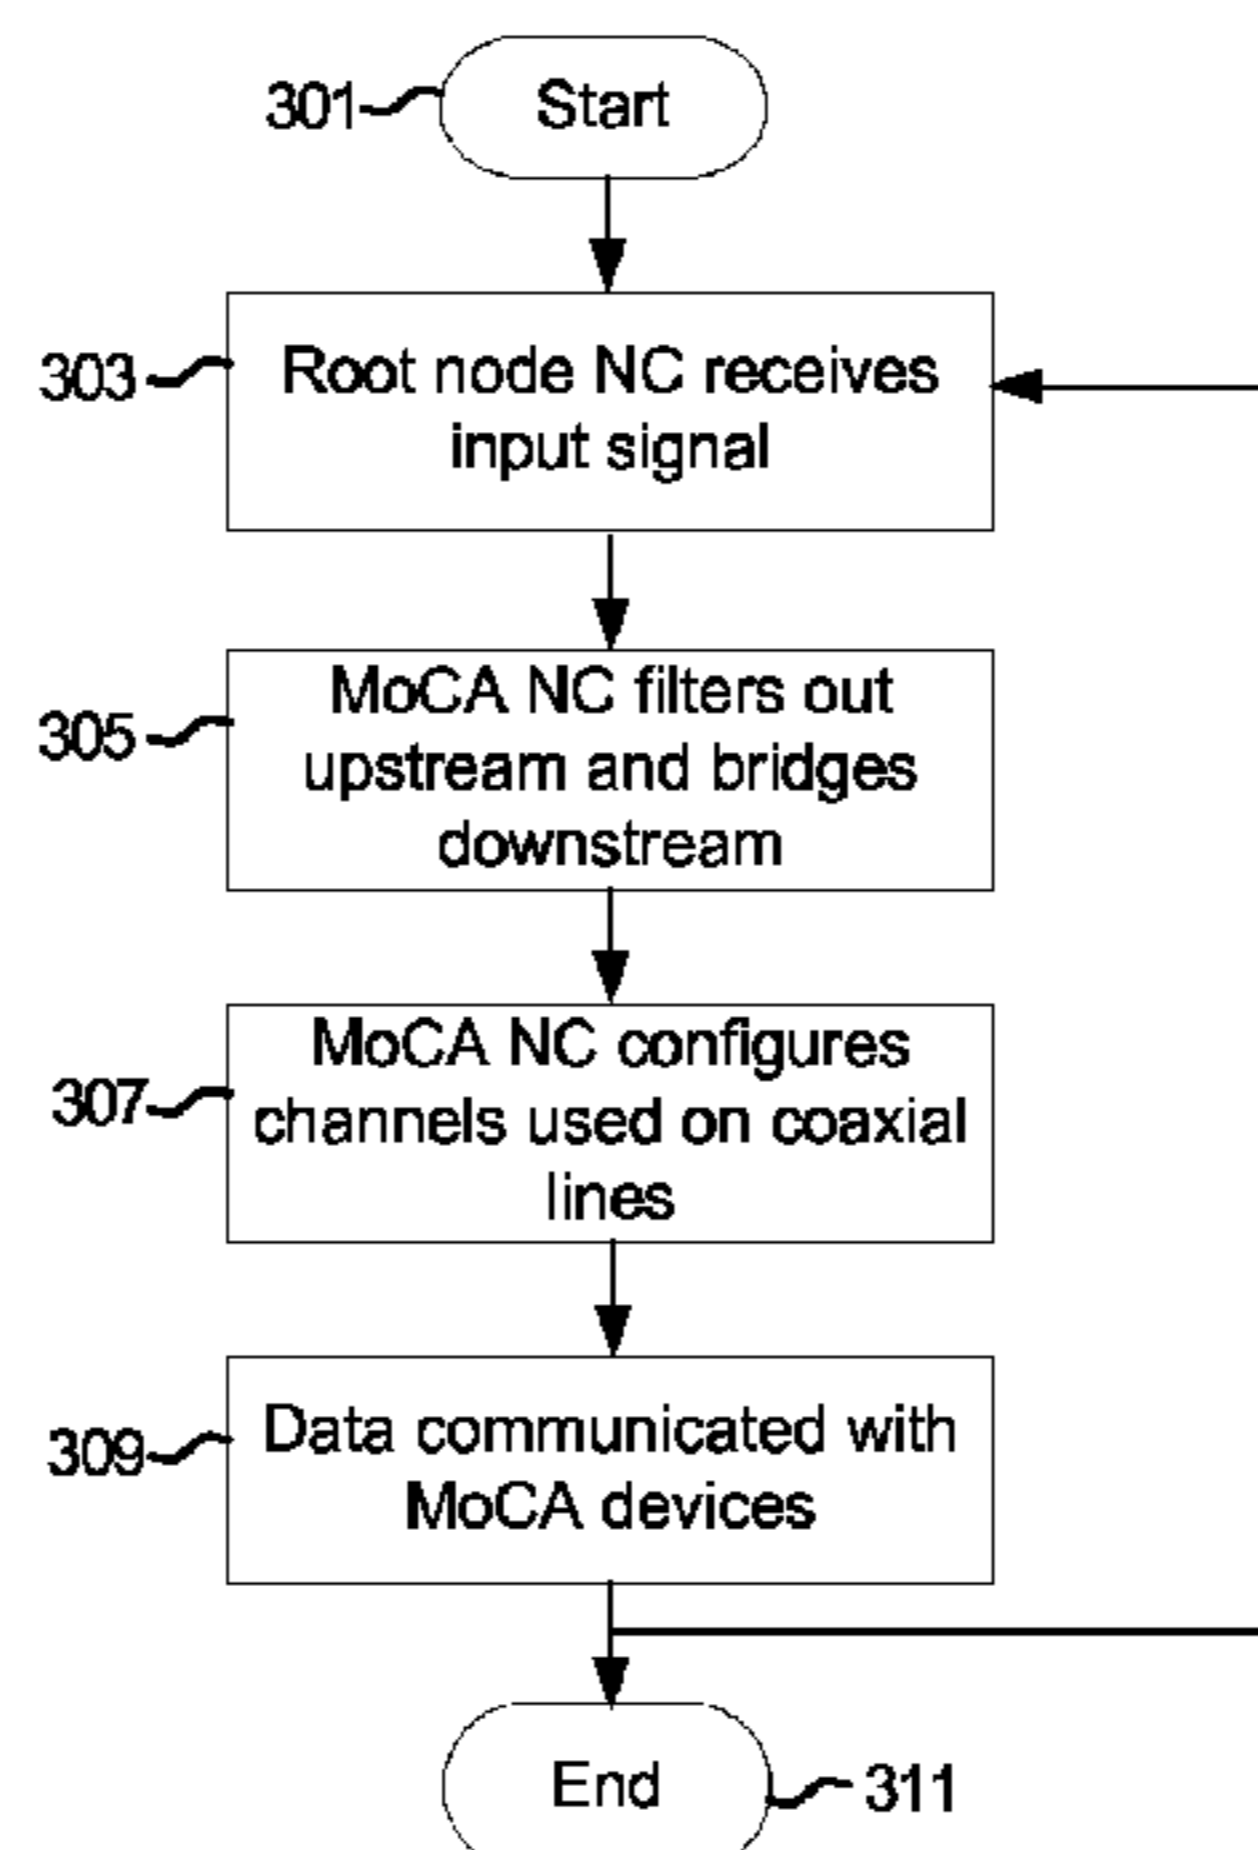 301
Start
303
Root node NC receives
input signal
305
MoCA NC filters out
upstream and bridges
downstream
307
MoCA NC configures
channels used on coaxial
lines
309
Data communicated with
MoCA devices
End
311